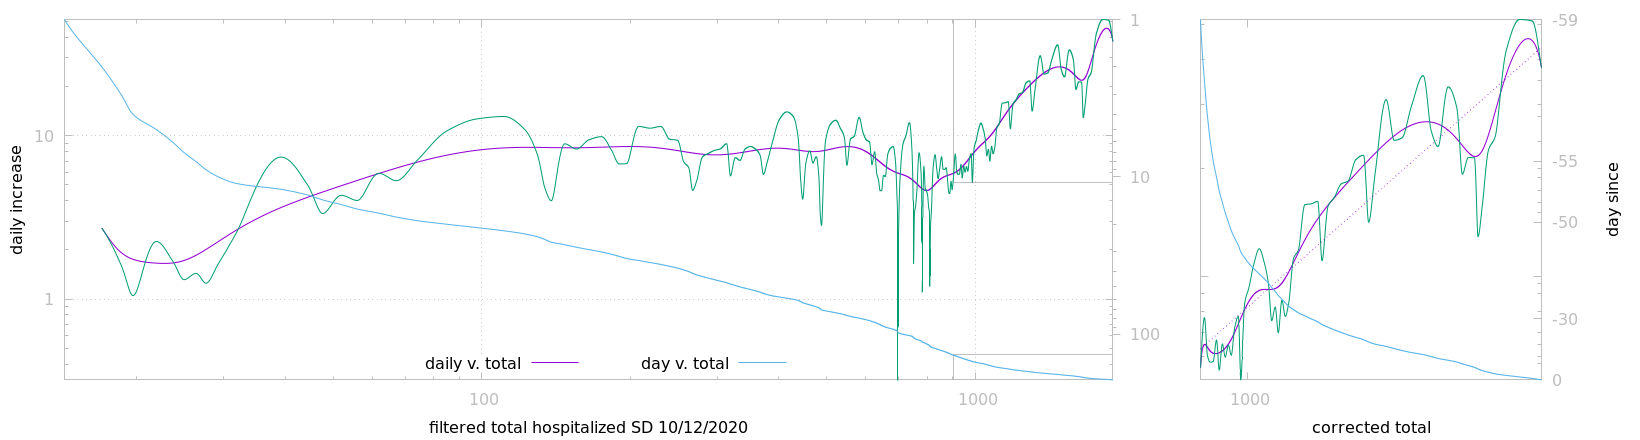 1
-59
10
10
-55
-50
1
-30
100
0
daily increase
day since
daily v. total
day v. total
100
1000
1000
filtered total hospitalized SD 10/12/2020
corrected total